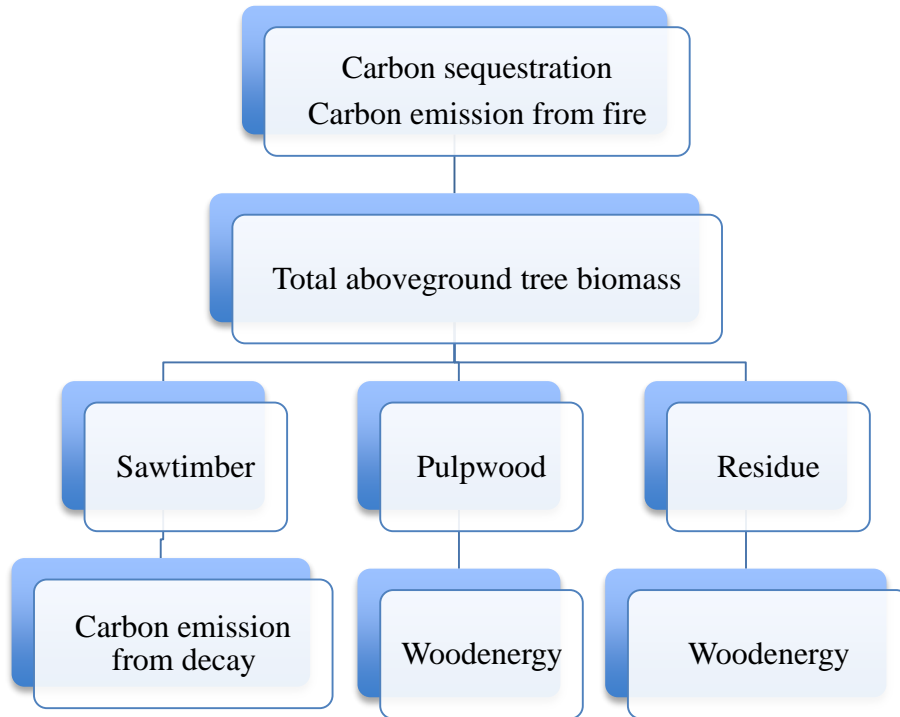 Carbon sequestration
Carbon emission from fire
Total aboveground tree biomass
Sawtimber
Pulpwood
Residue
Carbon emission
from decay
Woodenergy
Woodenergy